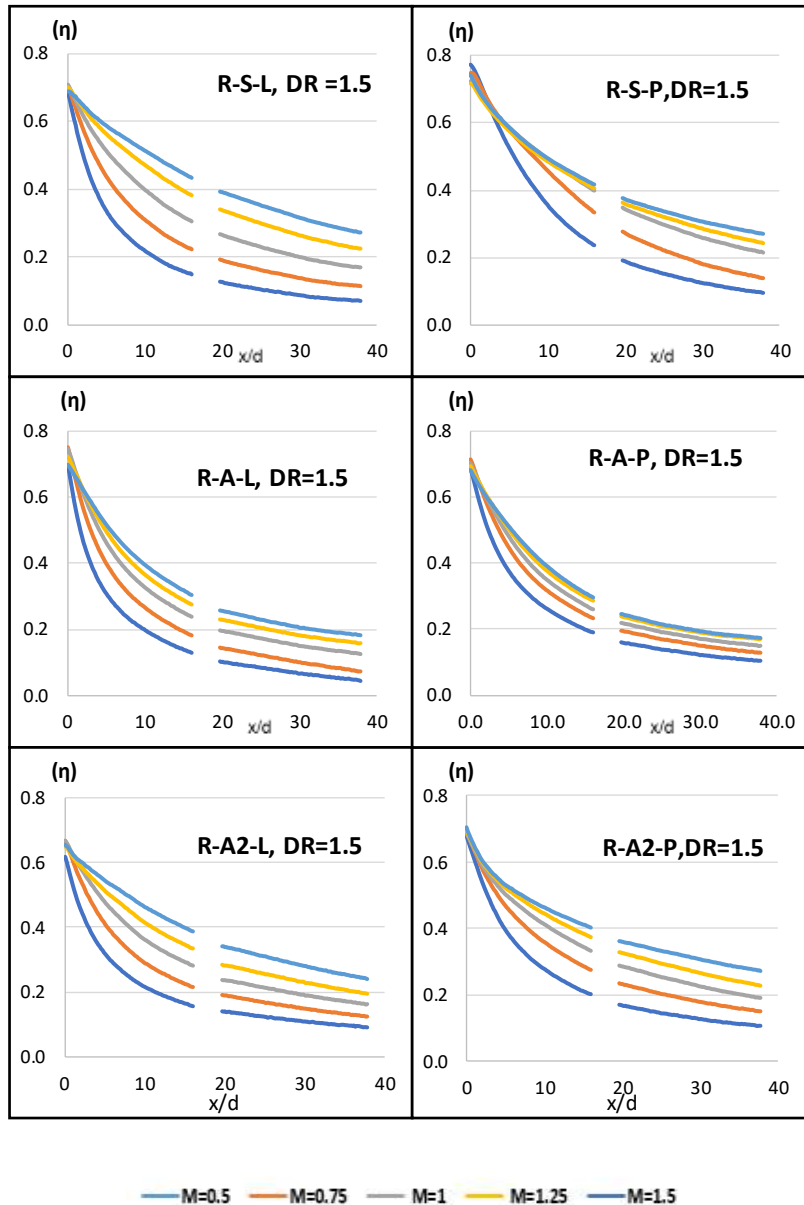 (η)
R-S-L, DR =1.5
0.8
0.6
0.4
0.2
0.0
0 10 20 30 40
x/d
(η)
R-S-P,DR=1.5
0.8
0.6
0.4
0.2
0.0
0 10 20 30 40
x/d
(η)
R-A-L, DR=1.5
0.8
0.6
0.4
0.2
0.0
0 10 20 30 40
x/d
(η)
R-A-P, DR=1.5
0.8
0.6
0.4
0.2
0.0
0.0 10.0 20.0 30.0 40.0
x/d
(η)
R-A2-L, DR=1.5
0.8
0.6
0.4
0.2
0.0
0 10 20 30 40
x/d
(η)
R-A2-P,DR=1.5
0.8
0.6
0.4
0.2
0.0
0 10 20 30 40
x/d
M=0.5 M=0.75 M=1 M=1.25 M=1.5